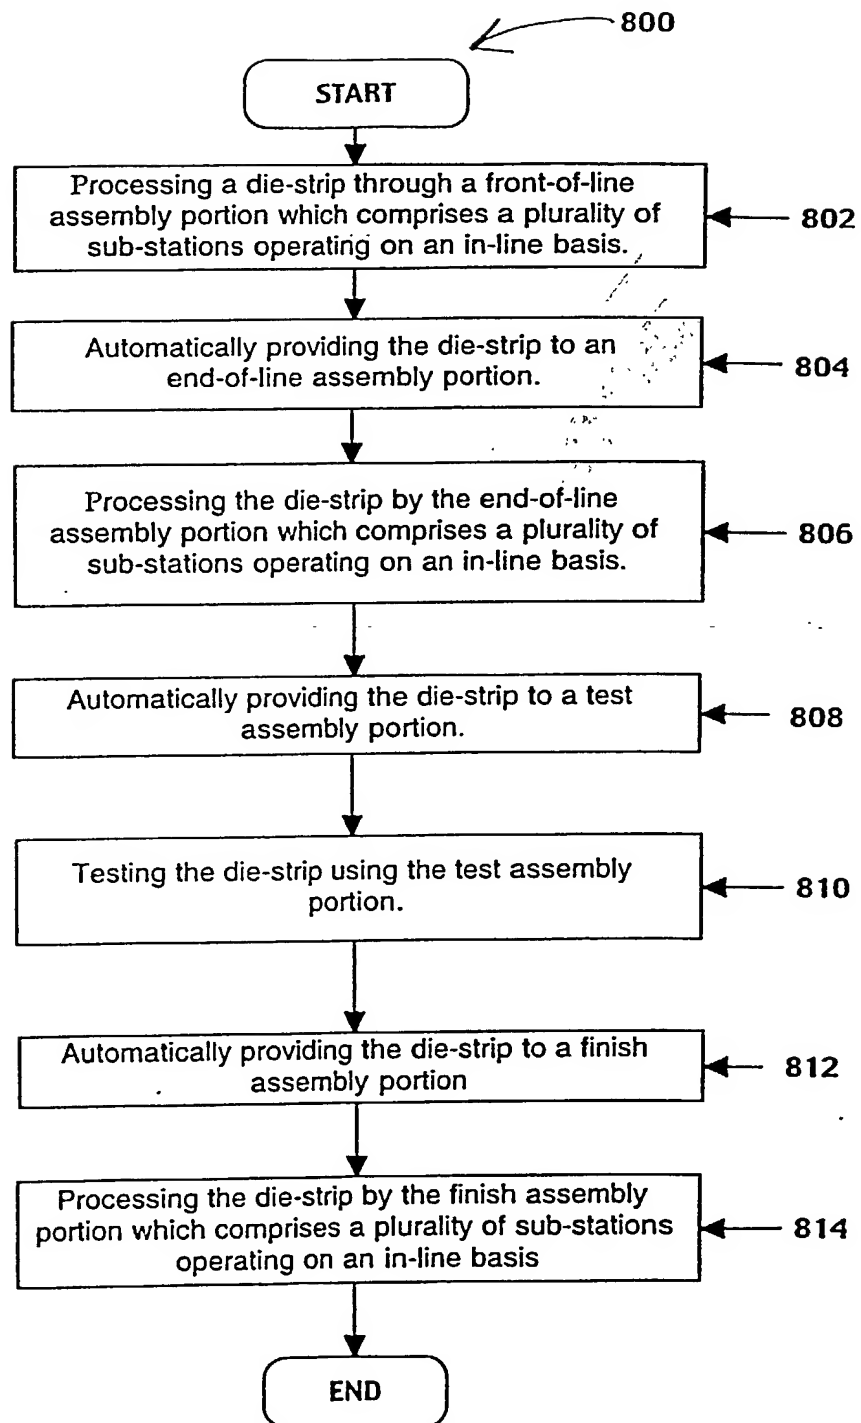 800
START
Processing a die-strip through a front-of-line
assembly portion which comprises a plurality of
sub-stations operating on an in-line basis.
802
Automatically providing the die-strip to an
end-of-line assembly portion.
804
Processing the die-strip by the end-of-line
assembly portion which comprises a plurality of
sub-stations operating on an in-line basis.
806
Automatically providing the die-strip to a test
assembly portion.
808
Testing the die-strip using the test assembly
portion.
810
Automatically providing the die-strip to a finish
assembly portion
812
Processing the die-strip by the finish assembly
portion which comprises a plurality of sub-stations
operating on an in-line basis
814
END